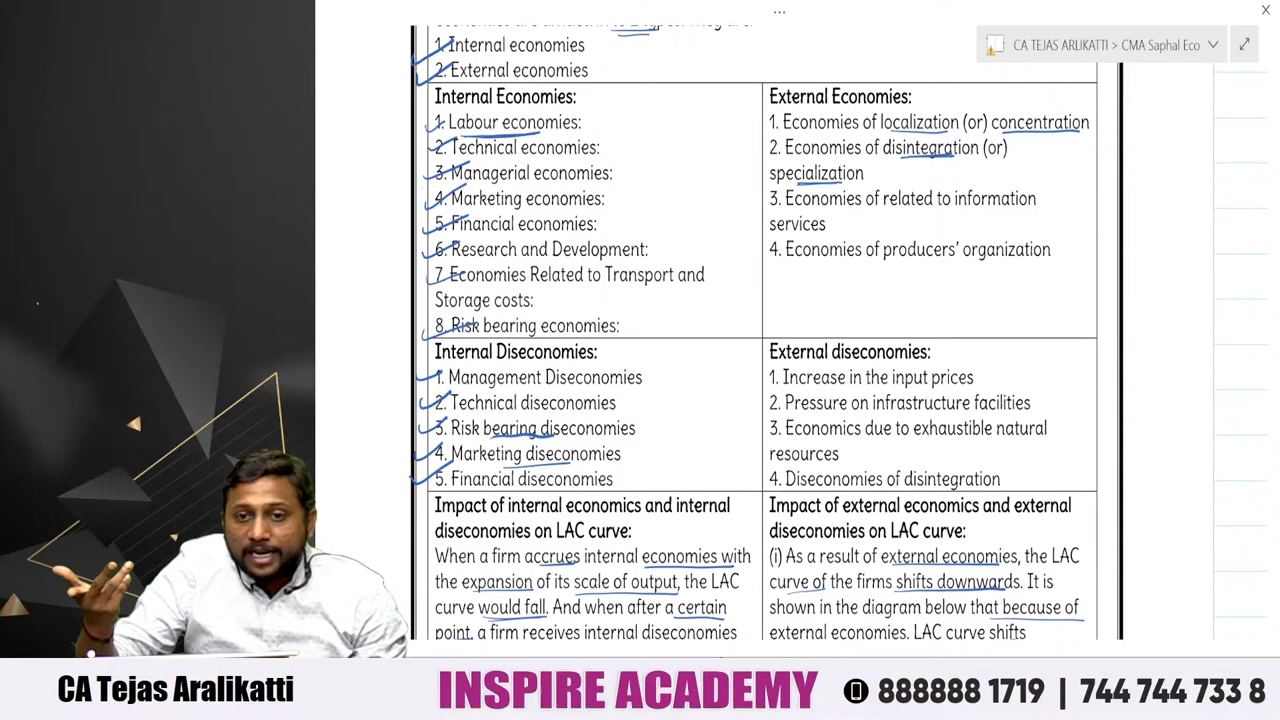 CA TEJAS ARLIKATTI > CMA Saphal Eco
1. Internal economies
2. External economies
Internal Economies:
1. Labour economies:
2. Technical economies:
3. Managerial economies:
4. Marketing economies:
5. Financial economies:
6. Research and Development:
7. Economies Related to Transport and
Storage costs:
8. Risk bearing economies:
External Economies:
1. Economies of localization (or) concentration
2. Economies of disintegration (or)
specialization
3. Economies of related to information
services
4. Economies of producers' organization
Internal Diseconomies:
1. Management Diseconomies
2. Technical diseconomies
3. Risk bearing diseconomies
4. Marketing diseconomies
5. Financial diseconomies
External diseconomies:
1. Increase in the input prices
2. Pressure on infrastructure facilities
3. Economics due to exhaustible natural
resources
4. Diseconomies of disintegration
Impact of internal economics and internal
diseconomies on LAC curve:
When a firm accrues internal economies with
the expansion of its scale of output, the LAC
curve would fall. And when after a certain
point, a firm receives internal diseconomies
Impact of external economics and external
diseconomies on LAC curve:
(i) As a result of external economies, the LAC
curve of the firms shifts downwards. It is
shown in the diagram below that because of
external economies, LAC curve shifts
CA Tejas Aralikatti
INSPIRE ACADEMY
888888 1719 | 744 744 733 8